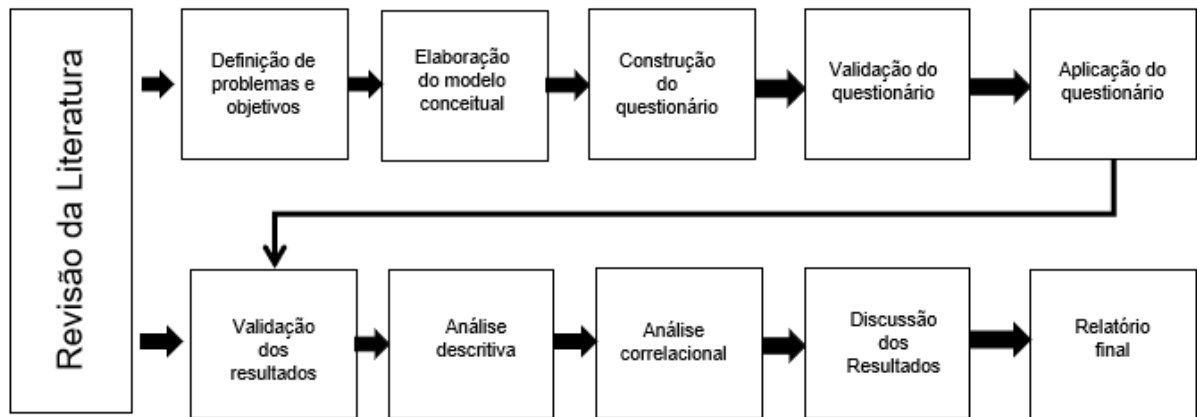 Revisão da Literatura
Definição de
problemas e
objetivos
Elaboração
do modelo
conceitual
Construção
do
questionário
Validação do
questionário
Aplicação do
questionário
Validação
dos
resultados
Análise
descritiva
Análise
correlacional
Discussão
dos
Resultados
Relatório
final